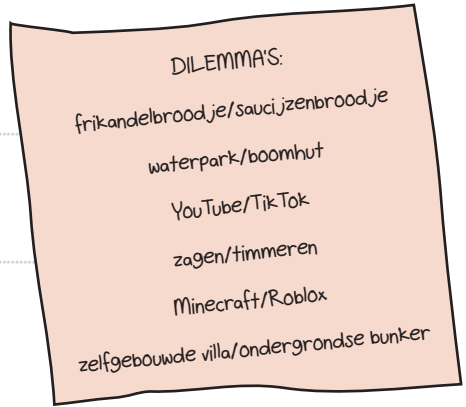 DILEMMA'S:
frikandelbroodje/saucijzenbroodje
waterpark/boomhut
YouTube/TikTok
zagen/timmeren
Minecraft/Roblox
zelfgebouwde villa/ondergrondse bunker